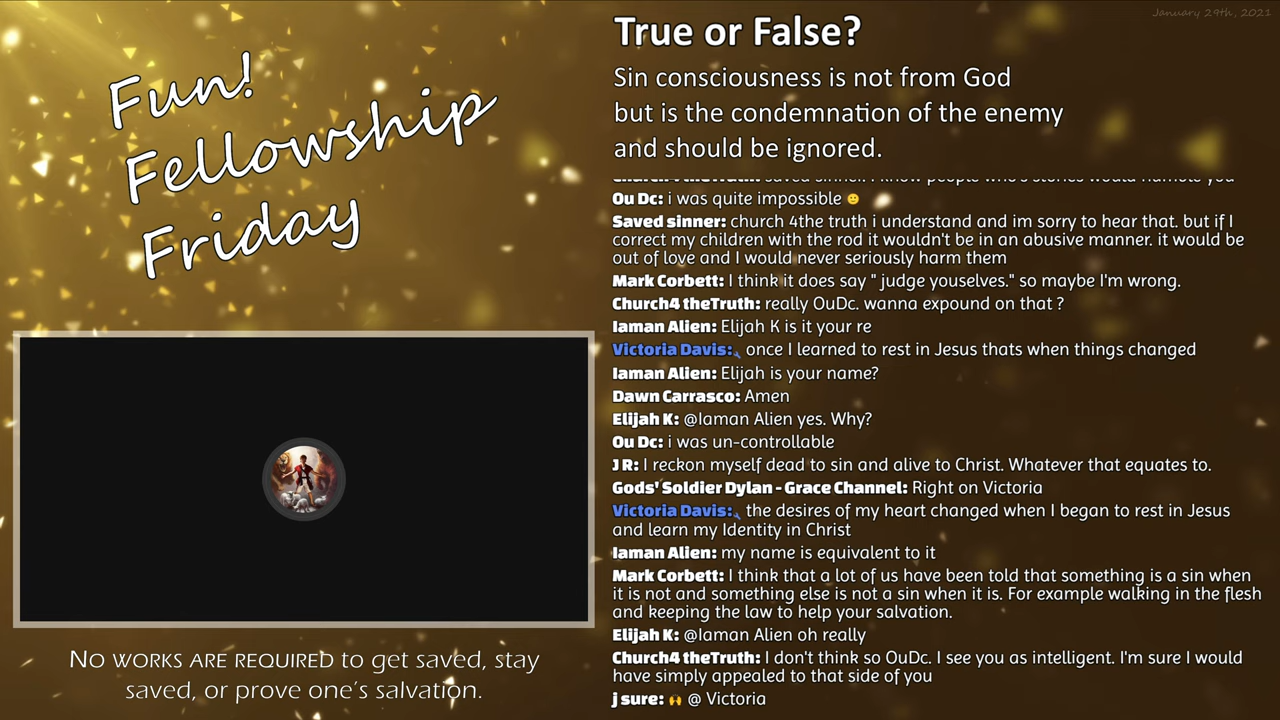 January 29th, 2021
Fun!
Fellowship
Friday
True or False?
Sin consciousness is not from God
but is the condemnation of the enemy
and should be ignored.
Ou Dc: i was quite impossible 🙂
Saved sinner: church 4the truth i understand and im sorry to hear that. but if I
correct my children with the rod it wouldn't be in an abusive manner. it would be
out of love and I would never seriously harm them
Mark Corbett: I think it does say " judge youselves." so maybe I'm wrong.
Church4 theTruth: really OuDc. wanna expound on that ?
Iaman Alien: Elijah K is it your re
Victoria Davis: once I learned to rest in Jesus thats when things changed
Iaman Alien: Elijah is your name?
Dawn Carrasco: Amen
Elijah K: @Iaman Alien yes. Why?
Ou Dc: i was un-controllable
J R: I reckon myself dead to sin and alive to Christ. Whatever that equates to.
Gods' Soldier Dylan - Grace Channel: Right on Victoria
Victoria Davis: the desires of my heart changed when I began to rest in Jesus
and learn my Identity in Christ
Iaman Alien: my name is equivalent to it
Mark Corbett: I think that a lot of us have been told that something is a sin when
it is not and something else is not a sin when it is. For example walking in the flesh
and keeping the law to help your salvation.
Elijah K: @Iaman Alien oh really
Church4 theTruth: I don't think so OuDc. I see you as intelligent. I'm sure I would
have simply appealed to that side of you
j sure: 🙌 @ Victoria
No works are required to get saved, stay
saved, or prove one's salvation.